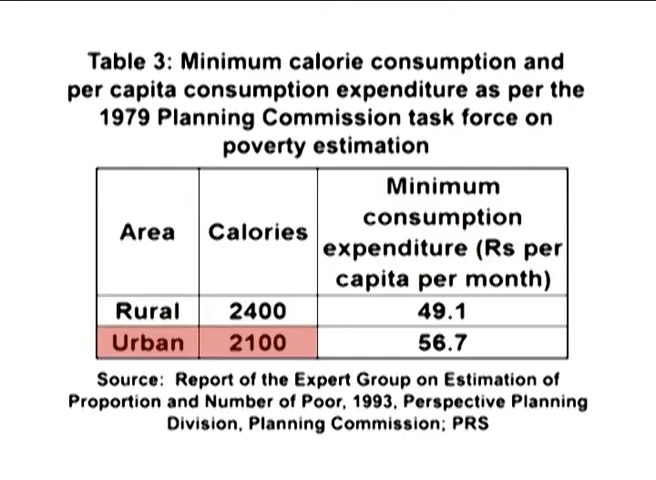 Table 3: Minimum calorie consumption and
per capita consumption expenditure as per the
1979 Planning Commission task force on
poverty estimation
Area Calories Minimum
consumption
expenditure (Rs per
capita per month)
Rural 2400 49.1
Urban 2100 56.7
Source: Report of the Expert Group on Estimation of
Proportion and Number of Poor, 1993, Perspective Planning
Division, Planning Commission; PRS